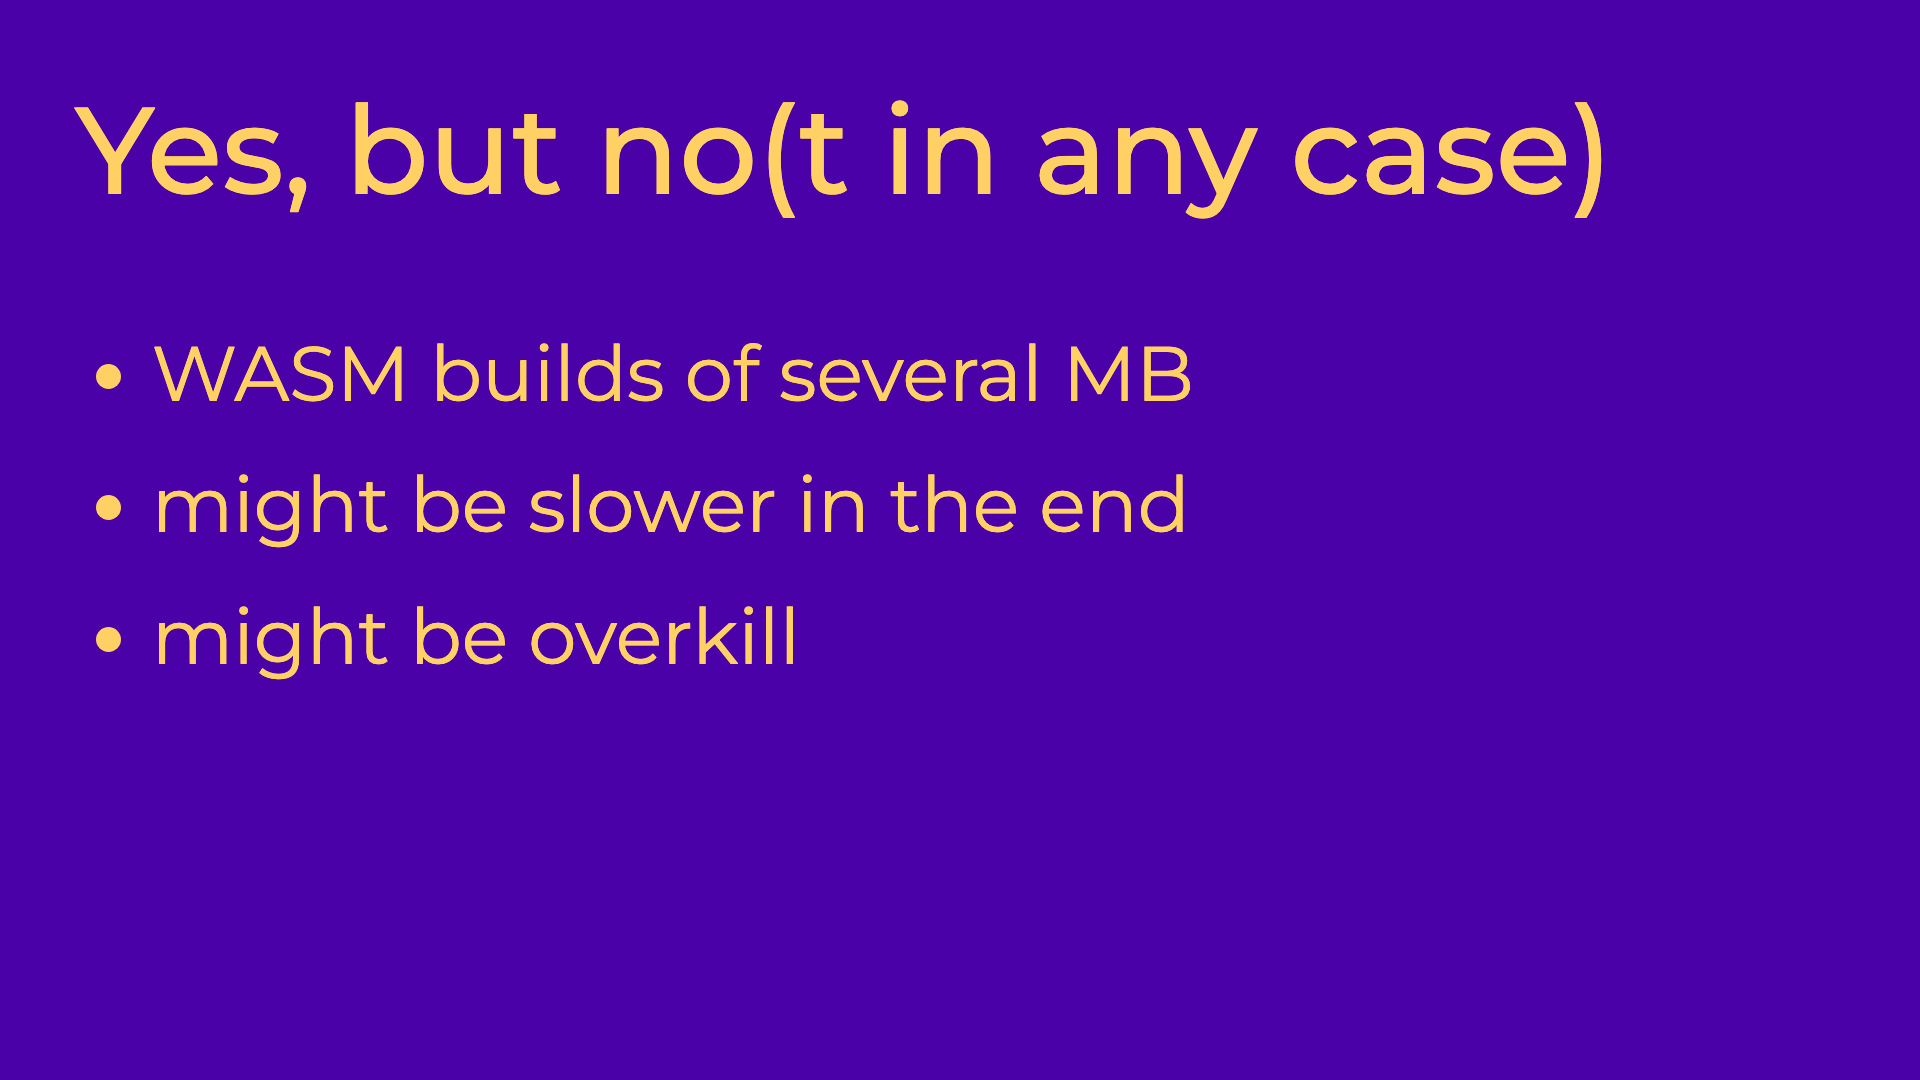 Yes, but no(t in any case)
• WASM builds of several MB
• might be slower in the end
• might be overkill